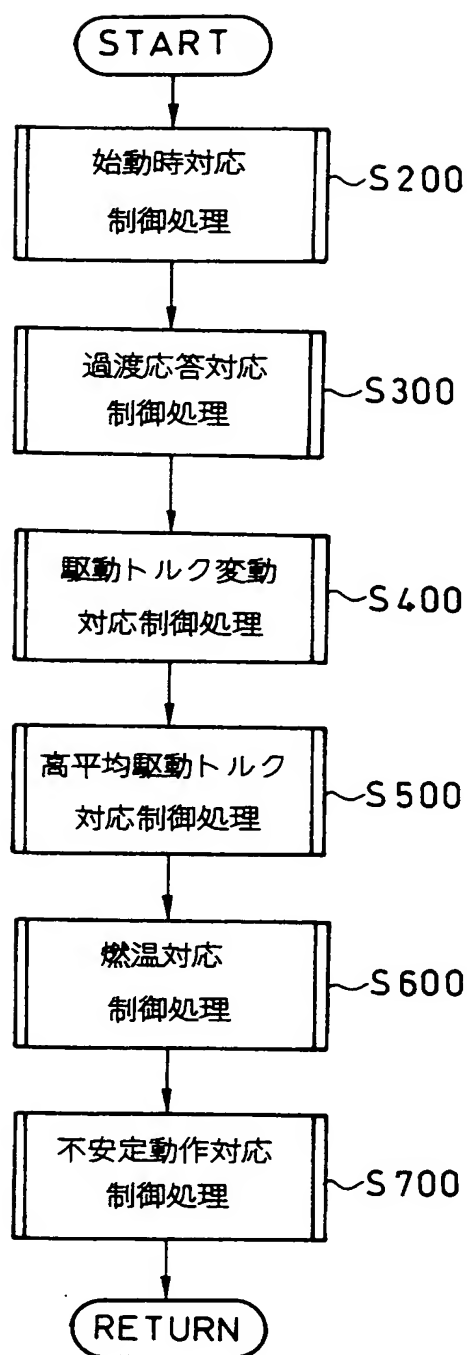 START
始動時対応
制御処理
S200
過渡応答対応
制御処理
S300
駆動トルク変動
対応制御処理
S400
高平均駆動トルク
対応制御処理
S500
燃温対応
制御処理
S600
不安定動作対応
制御処理
S700
RETURN